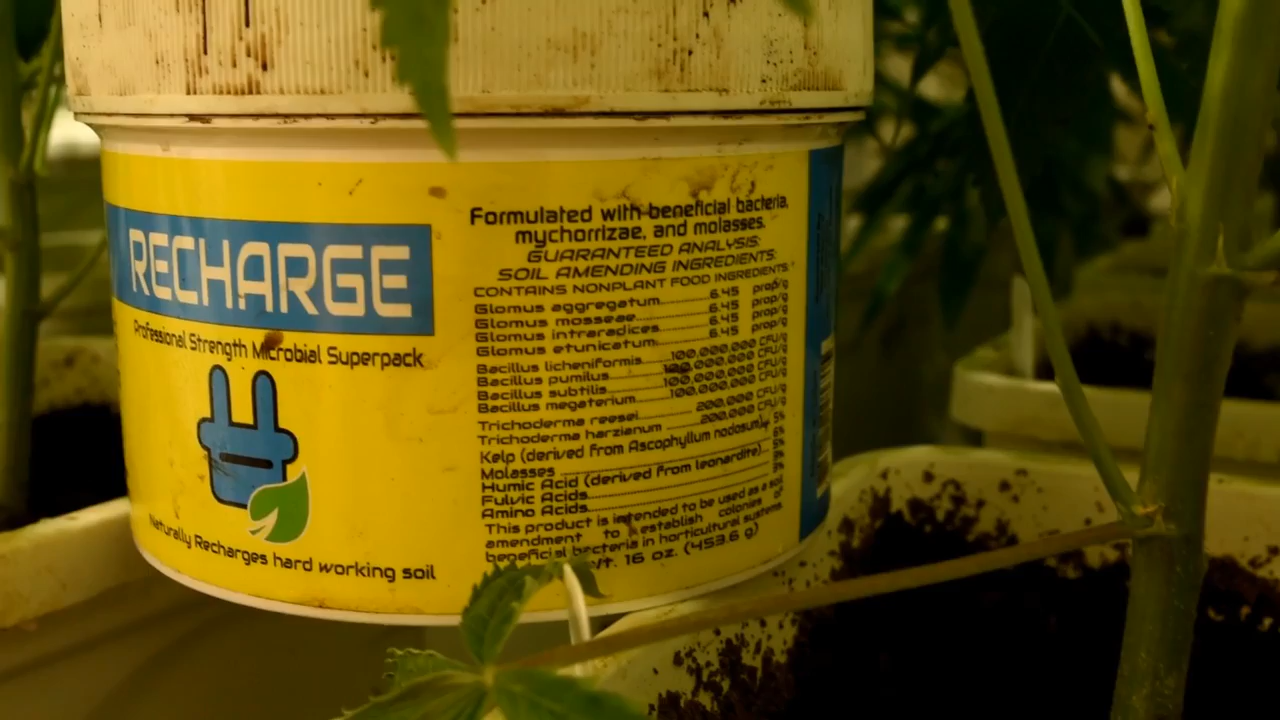 RECHARGE
Professional Strength Microbial Superpack
Naturally Recharges hard working soil
Formulated with beneficial bacteria,
mychorrizae, and molasses.
GUARANTEED ANALYSIS:
SOIL AMENDING INGREDIENTS:
CONTAINS NONPLANT FOOD INGREDIENTS:
Glomus aggregatum 6.45 prop/g
Glomus mosseae 6.45 prop/g
Glomus intraradices 6.45 prop/g
Glomus etunicatum 6.45 prop/g
Bacillus licheniformis 100,000,000 CFU/g
Bacillus pumilus 100,000,000 CFU/g
Bacillus subtilis 100,000,000 CFU/g
Bacillus megaterium 100,000,000 CFU/g
Trichoderma reesei 200,000 CFU/g
Trichoderma harzianum 200,000 CFU/g
Kelp (derived from Ascophyllum nodosum) 5%
Molasses 6%
Humic Acid (derived from leonardite)
Fulvic Acids
Amino Acids
This product is intended to be used as a soil
amendment to establish colonies of
beneficial bacteria in horticultural systems
16 oz. (453.6 g)